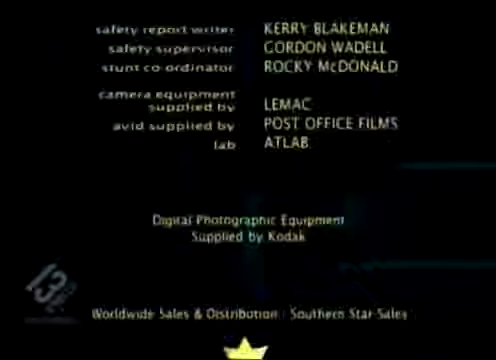 safety report writer KERRY BLAKEMAN
safety supervisor GORDON WADELL
stunt co-ordinator ROCKY McDONALD
camera equipment
supplied by LEMAC
avid supplied by POST OFFICE FILMS
lab ATLAB
Digital Photographic Equipment
Supplied by Kodak
13
Worldwide Sales & Distribution : Southern Star Sales